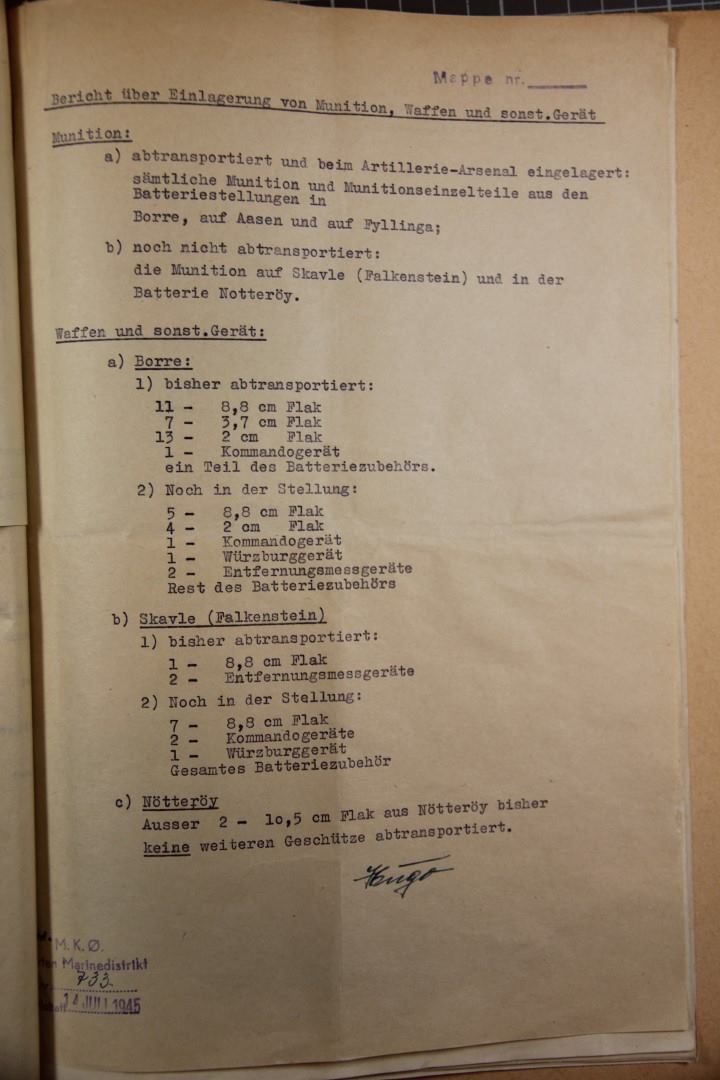 Mappe nr.
Bericht über Einlagerung von Munition, Waffen und sonst.Gerät
Munition:
a) abtransportiert und beim Artillerie-Arsenal eingelagert:
sämtliche Munition und Munitionseinzelteile aus den
Batteriestellungen in
Borre, auf Aasen und auf Fyllinga;
b) noch nicht abtransportiert:
die Munition auf Skavle (Falkenstein) und in der
Batterie Notteröy.
Waffen und sonst.Gerät:
a) Borre:
1) bisher abtransportiert:
11 - 8,8 cm Flak
7 - 3,7 cm Flak
13 - 2 cm Flak
1 - Kommandogerät
ein Teil des Batteriezubehörs.
2) Noch in der Stellung:
5 - 8,8 cm Flak
4 - 2 cm Flak
1 - Kommandogerät
1 - Würzburggerät
2 - Entfernungsmessgeräte
Rest des Batteriezubehörs
b) Skavle (Falkenstein)
1) bisher abtransportiert:
1 - 8,8 cm Flak
2 - Entfernungsmessgeräte
2) Noch in der Stellung:
7 - 8,8 cm Flak
2 - Kommandogeräte
1 - Würzburggerät
Gesamtes Batteriezubehör
c) Nötteröy
Ausser 2 - 10,5 cm Flak aus Nötteröy bisher
keine weiteren Geschütze abtransportiert.
Hugo
M.K.Ø.
Marinedistrikt
733
14 JULI 1945